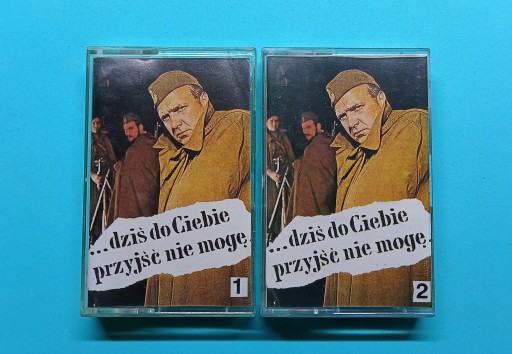 ...dziś do Ciebie
przyjść nie mogę.
1
...dziś do Ciebie
przyjść nie mogę.
2